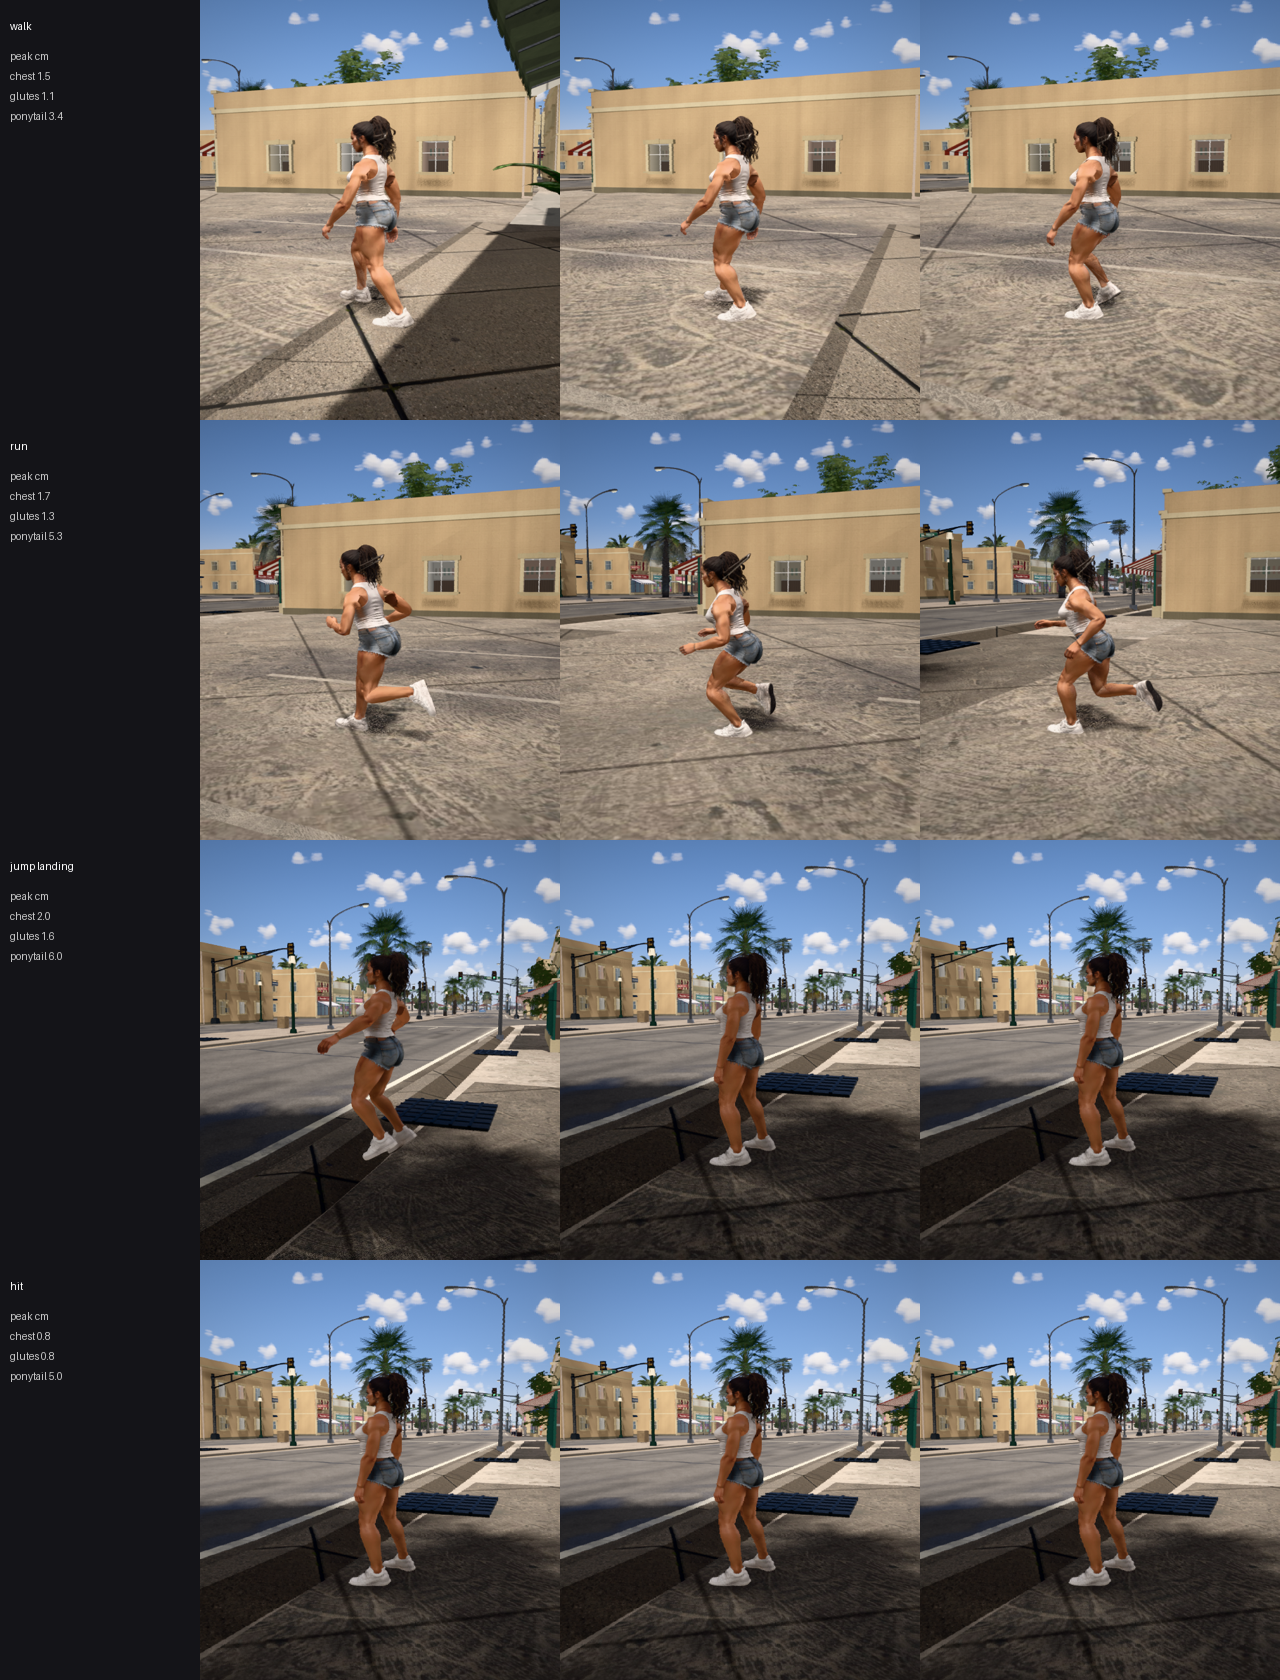 walk
peak cm
chest 1.5
glutes 1.1
ponytail 3.4
run
peak cm
chest 1.7
glutes 1.3
ponytail 5.3
jump landing
peak cm
chest 2.0
glutes 1.6
ponytail 6.0
hit
peak cm
chest 0.8
glutes 0.8
ponytail 5.0